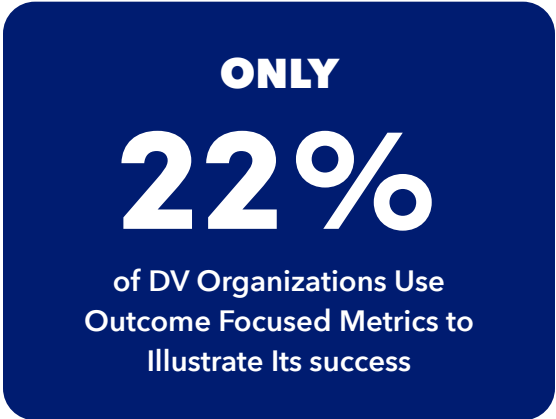 ONLY
22%
of DV Organizations Use
Outcome Focused Metrics to
Illustrate Its success